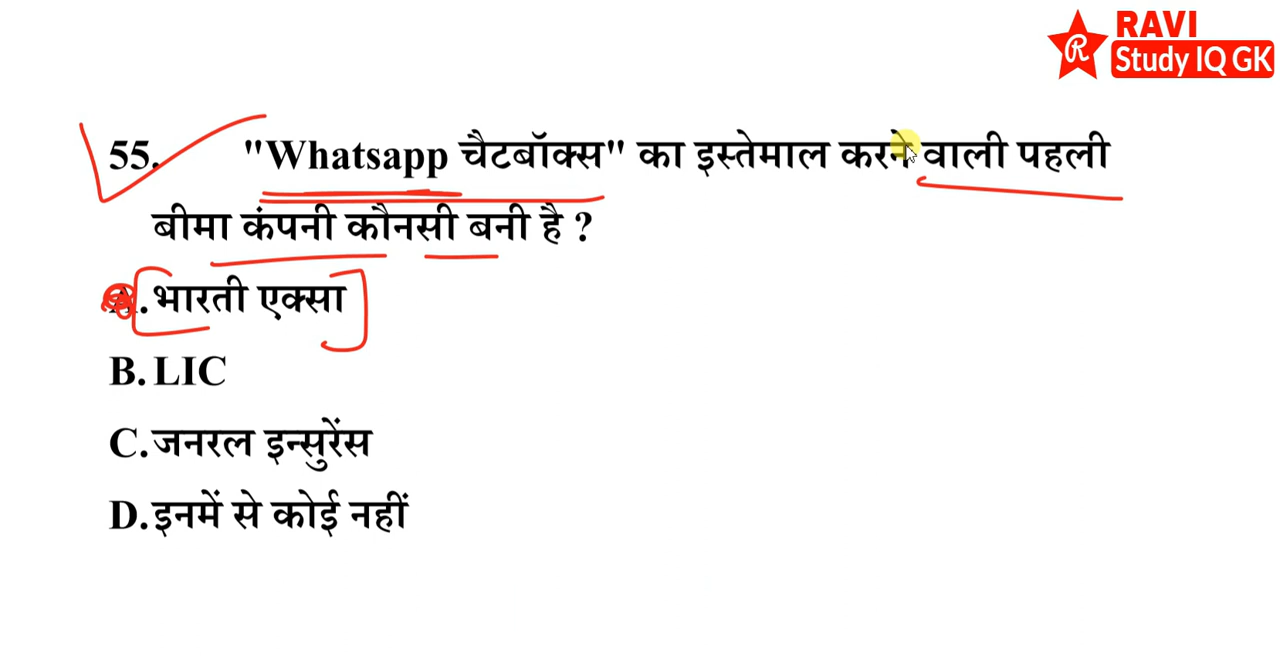 RAVI
R
Study IQ GK
55. "Whatsapp चैटबॉक्स" का इस्तेमाल करने वाली पहली
बीमा कंपनी कौनसी बनी है ?
A. भारती एक्सा
B. LIC
C. जनरल इन्सुरेंस
D. इनमें से कोई नहीं